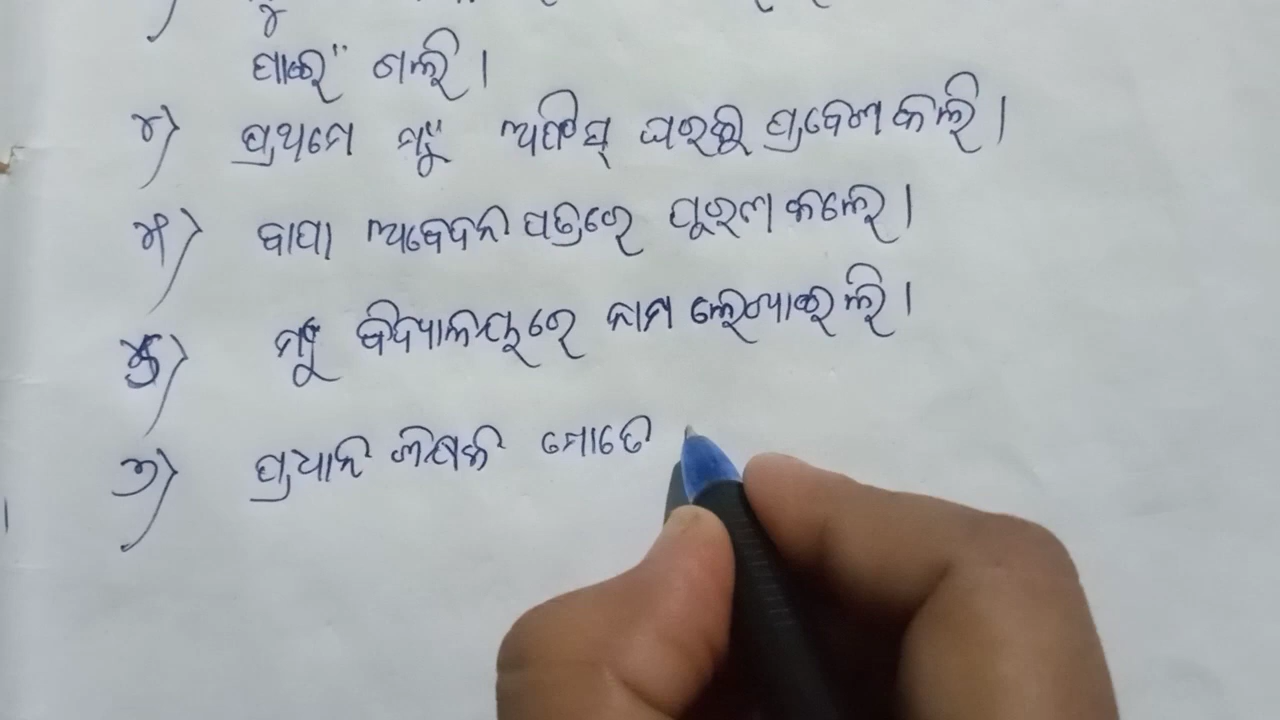 ପାଇଁ ଗଲି ।
୪) ପ୍ରଥମେ ମୁଁ ଅଫିସ୍ ଘରକୁ ପ୍ରବେଶ କଲି ।
୫) ବାପା ଆବେଦନ ପତ୍ରରେ ପୂରଣ କଲେ ।
୬) ମୁଁ ବିଦ୍ୟାଳୟରେ ନାମ ଲେଖାଇଲି ।
୭) ପ୍ରଧାନ ଶିକ୍ଷକ ମୋତେ